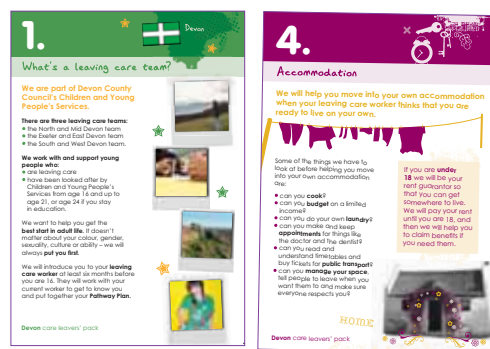 1.
Devon
What's a leaving care team?
We are part of Devon County
Council's Children and Young
People's Services.
There are three leaving care teams:
• the North and Mid Devon team
• the Exeter and East Devon team
• the South and West Devon team.
We work with and support young
people who:
• are leaving care
• have been looked after by
Children and Young People's
Services from age 16 and up to
age 21, or age 24 if you stay
in education.
We want to help you get the
best start in adult life. It doesn't
matter about your colour, gender,
sexuality, culture or ability – we will
always put you first.
We will introduce you to your leaving
care worker at least six months before
you are 16. They will work with your
current worker to get to know you
and put together your Pathway Plan.
Devon care leavers' pack
4.
Accommodation
We will help you move into your own accommodation
when your leaving care worker thinks that you are
ready to live on your own.
Some of the things we have to
look at before helping you move
into your own accommodation
are:
• can you cook?
• can you budget on a limited
income?
• can you do your own laundry?
• can you make and keep
appointments for things like
the doctor and the dentist?
• can you read and
understand timetables and
buy tickets for public transport?
• can you manage your space,
tell people to leave when you
want them to and make sure
everyone respects you?
If you are under
18 we will be your
rent guarantor so
that you can get
somewhere to live.
We will pay your rent
until you are 18, and
then we will help you
to claim benefits if
you need them.
HOME
Devon care leavers' pack